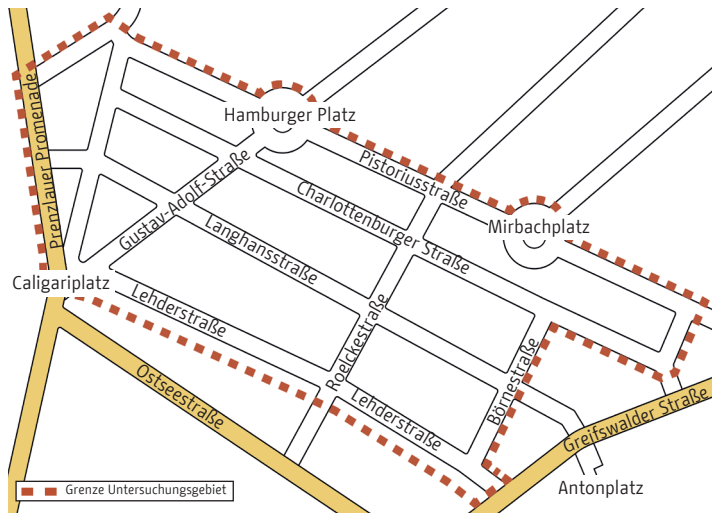 Hamburger Platz
Prenzlauer Promenade
Pistoriusstraße
Gustav-Adolf-Straße
Charlottenburger Straße
Mirbachplatz
Langhansstraße
Caligariplatz
Lehderstraße
Roelckestraße
Börnestraße
Ostseestraße
Lehderstraße
Greifswalder Straße
Antonplatz
Grenze Untersuchungsgebiet